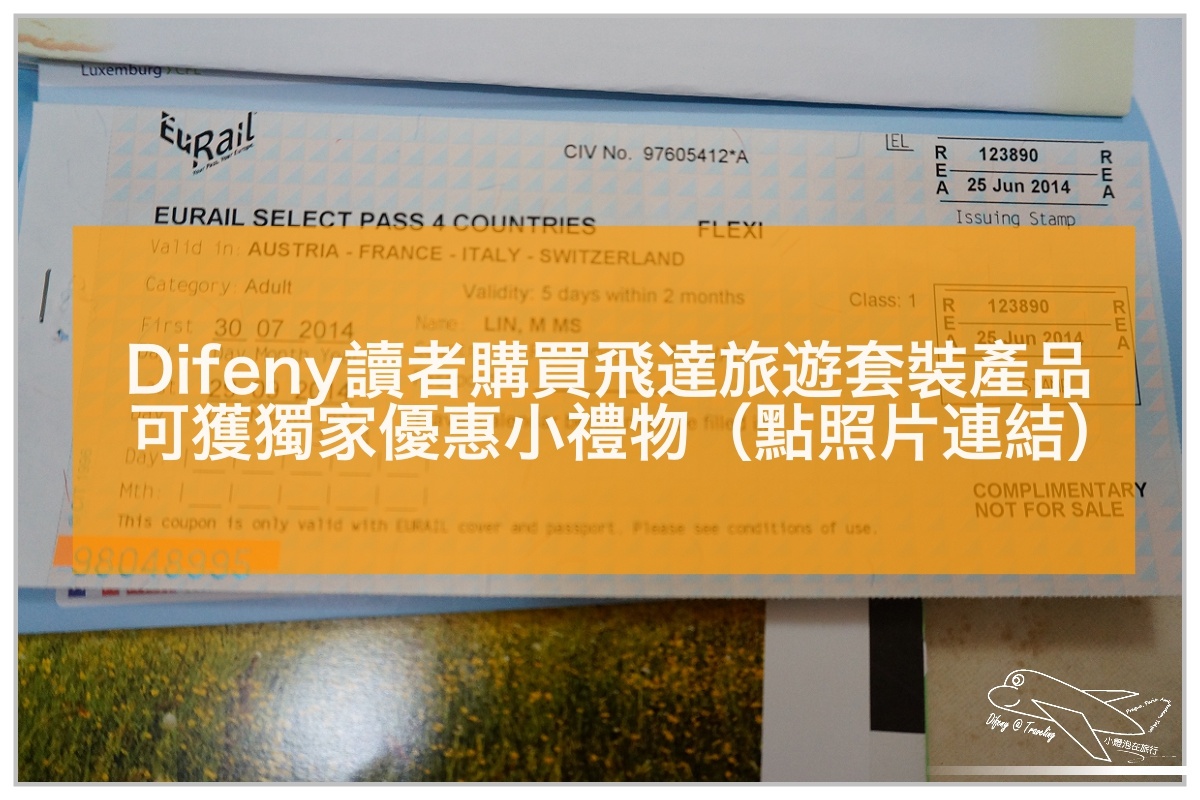 Luxemburg > CFL
EuRail
CIV No. 97605412*A
REA
123890
25 Jun 2014
REA
Issuing Stamp
EURAIL SELECT PASS 4 COUNTRIES FLEXI
Valid in: AUSTRIA - FRANCE - ITALY - SWITZERLAND
Category: Adult Validity: 5 days within 2 months Class: 1
REA
123890
25 Jun 2014
REA
First 30 07 2014 Name: LIN, M MS
Difeny讀者購買飛達旅遊套裝產品
可獲獨家優惠小禮物（點照片連結）
Day
Mth:
COMPLIMENTARY
NOT FOR SALE
This coupon is only valid with EURAIL cover and passport. Please see conditions of use.
98048995
Difeny @ Traveling
小燈泡在旅行